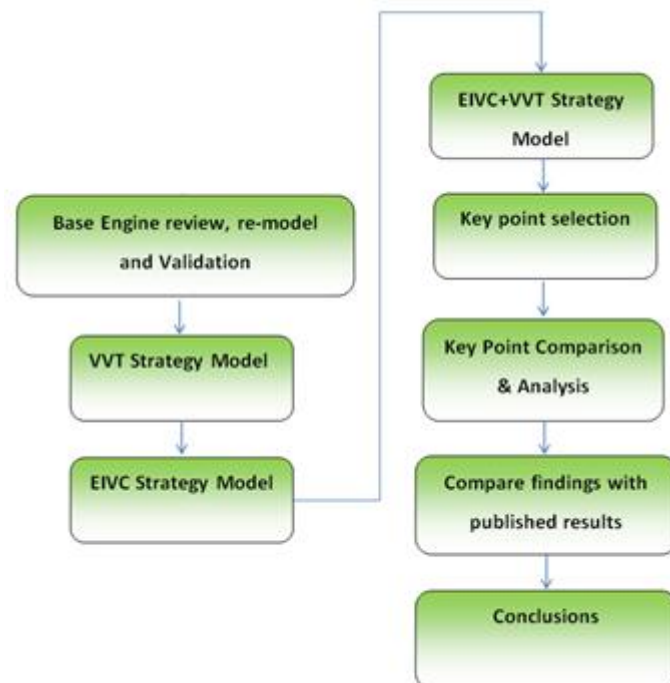 Base Engine review, re-model
and Validation
VVT Strategy Model
EIVC Strategy Model
EIVC+VVT Strategy
Model
Key point selection
Key Point Comparison
& Analysis
Compare findings with
published results
Conclusions